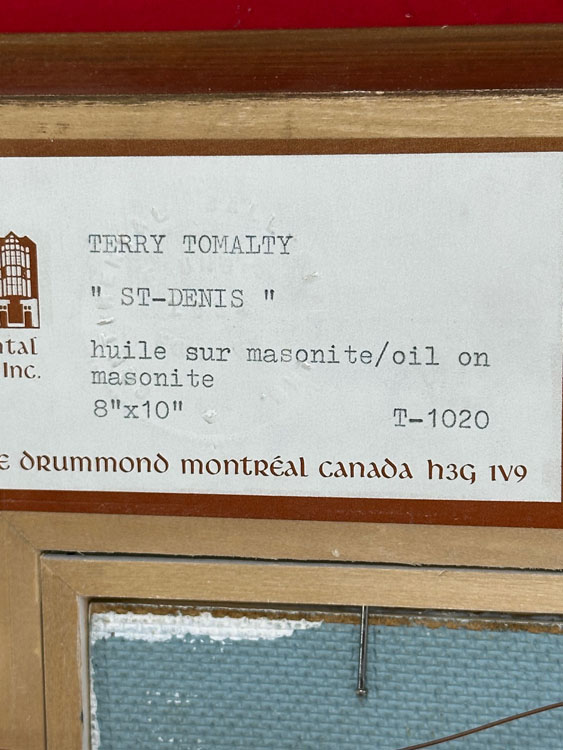 TERRY TOMALTY
" ST-DENIS "
huile sur masonite/oil on
masonite
8"x10" T-1020
ntal
Inc.
e drummond montréal canada h3g 1v9